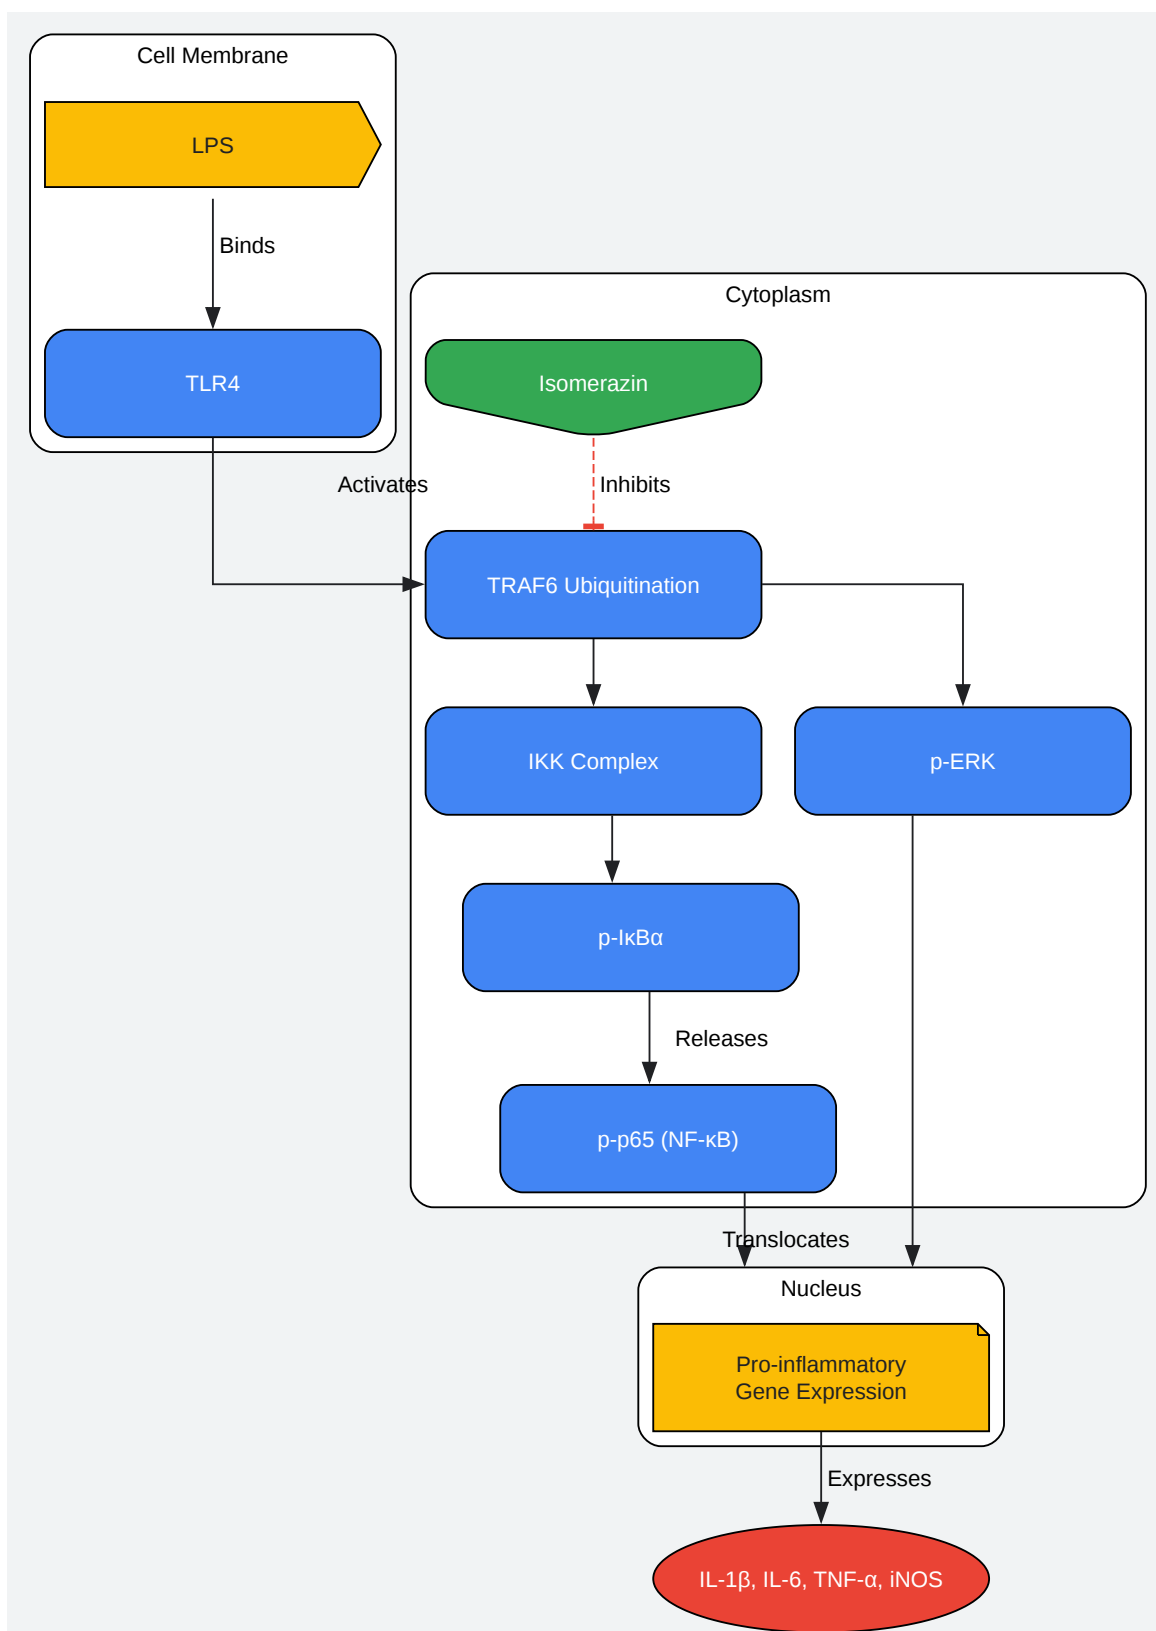 Cell Membrane
LPS
Binds
TLR4
Cytoplasm
Isomerazin
Activates
Inhibits
TRAF6 Ubiquitination
IKK Complex
p-ERK
p-IκBα
Releases
p-p65 (NF-κB)
Translocates
Nucleus
Pro-inflammatory
Gene Expression
Expresses
IL-1β, IL-6, TNF-α, iNOS